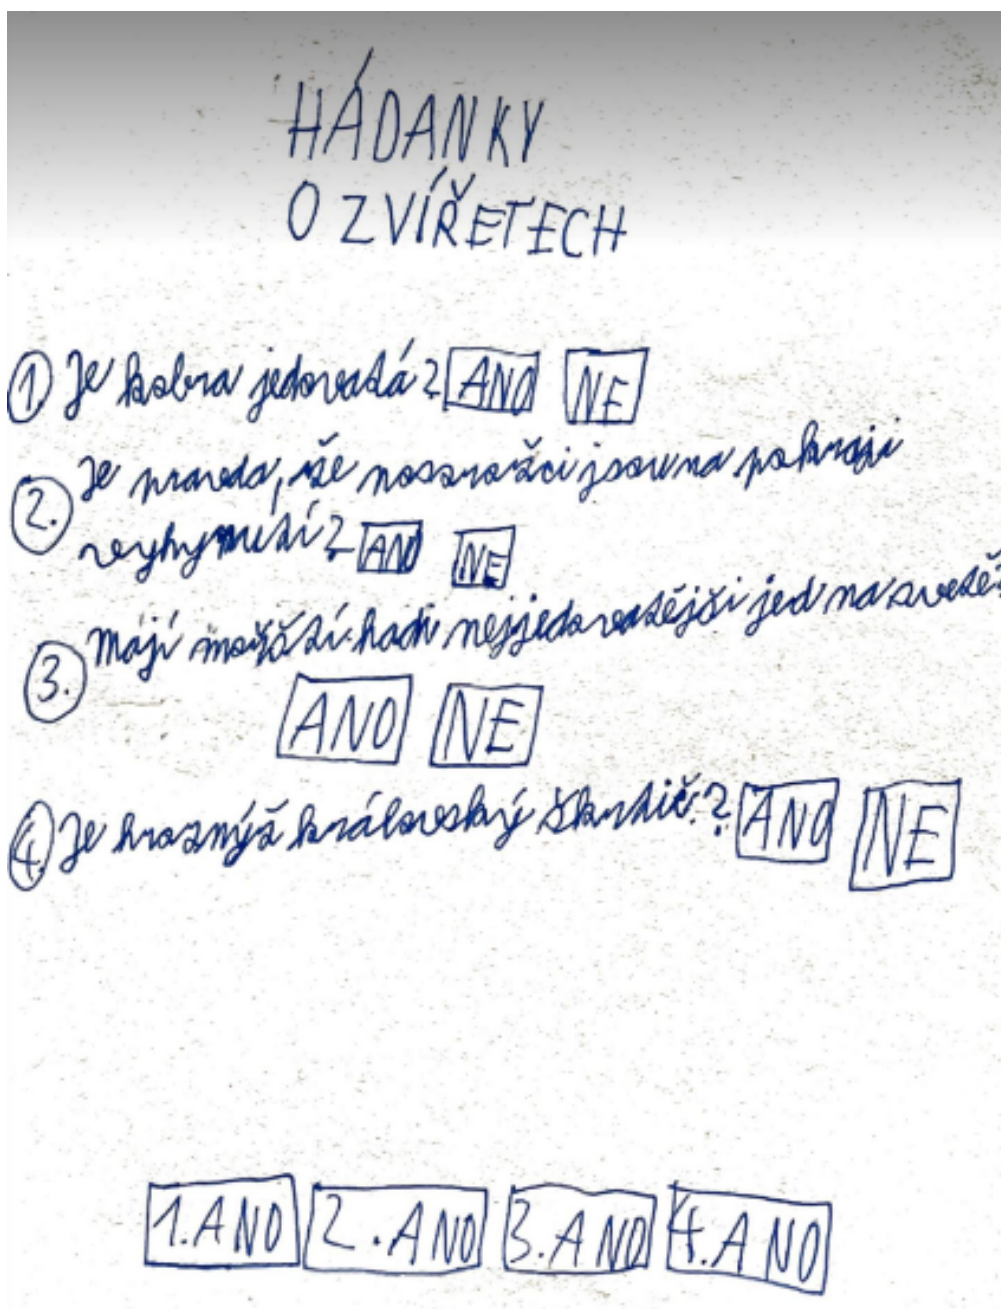 HÁDANKY
O ZVÍŘETECH
1 Je kobra jedovatá? ANO NE
2. Je pravda, že nosorožci jsou na pokraji
vyhynutí? ANO NE
3. Mají mořští hadi nejjedovatější jed na světě?
ANO NE
4. Je hroznýš královský škrtič? ANO NE
1. ANO 2. ANO 3. ANO 4. ANO